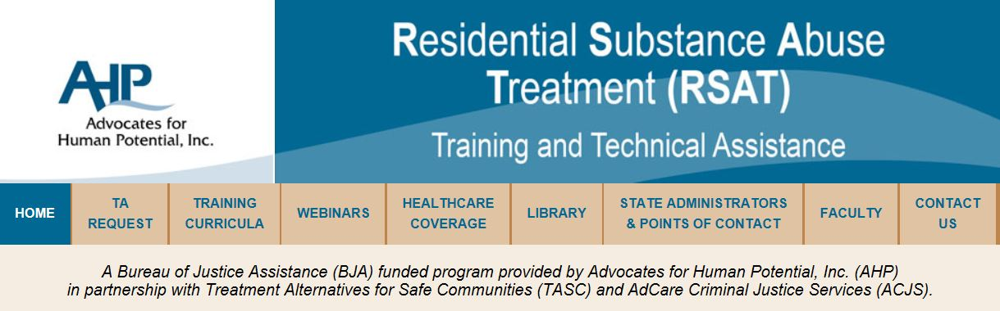 AHP
Advocates for
Human Potential, Inc.
Residential Substance Abuse
Treatment (RSAT)
Training and Technical Assistance
HOME
TA
REQUEST
TRAINING
CURRICULA
WEBINARS
HEALTHCARE
COVERAGE
LIBRARY
STATE ADMINISTRATORS
& POINTS OF CONTACT
FACULTY
CONTACT
US
A Bureau of Justice Assistance (BJA) funded program provided by Advocates for Human Potential, Inc. (AHP)
in partnership with Treatment Alternatives for Safe Communities (TASC) and AdCare Criminal Justice Services (ACJS).